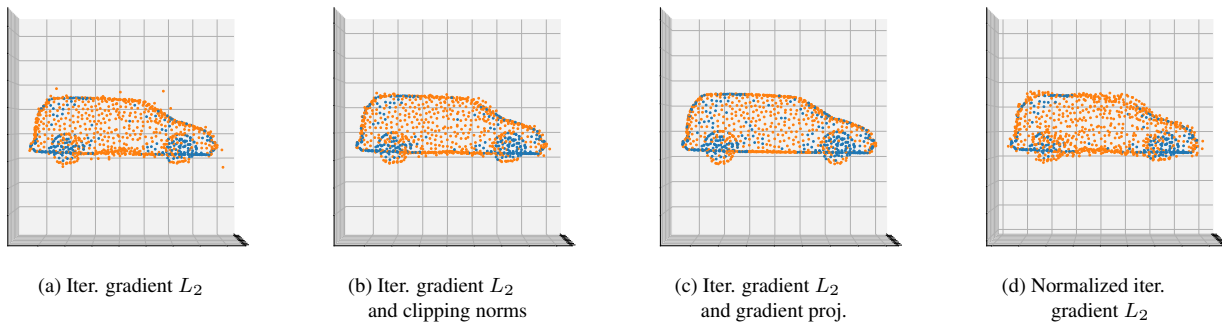 (a) Iter. gradient L₂
(b) Iter. gradient L₂
and clipping norms
(c) Iter. gradient L₂
and gradient proj.
(d) Normalized iter.
gradient L₂